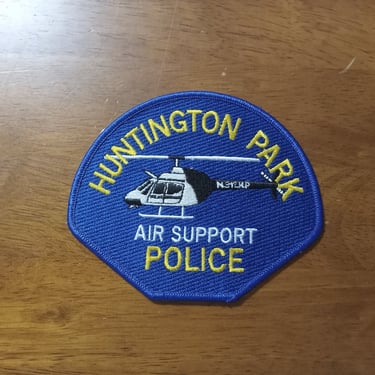 HUNTINGTON PARK
AIR SUPPORT
POLICE